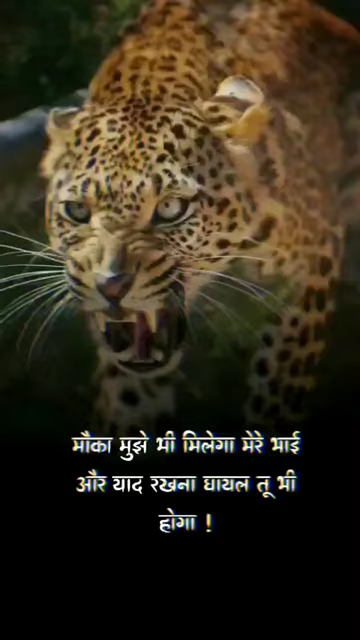 मौका मुझे भी मिलेगा मेरे भाई
और याद रखना घायल तू भी
होगा !